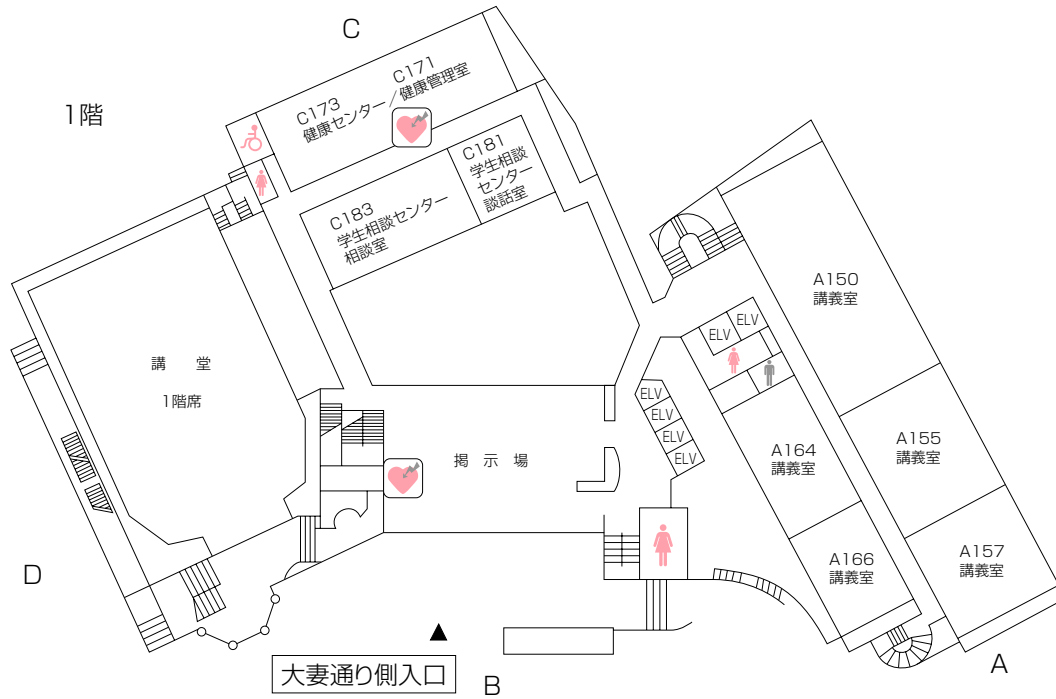 C
1階
C171
健康管理室
C173
健康センター/
C181
学生相談
センター
談話室
C183
学生相談センター
相談室
A150
講義室
ELV
ELV
講 堂
1階席
ELV
ELV
ELV
ELV
掲 示 場
A164
講義室
A155
講義室
A166
講義室
A157
講義室
D
大妻通り側入口
B
A